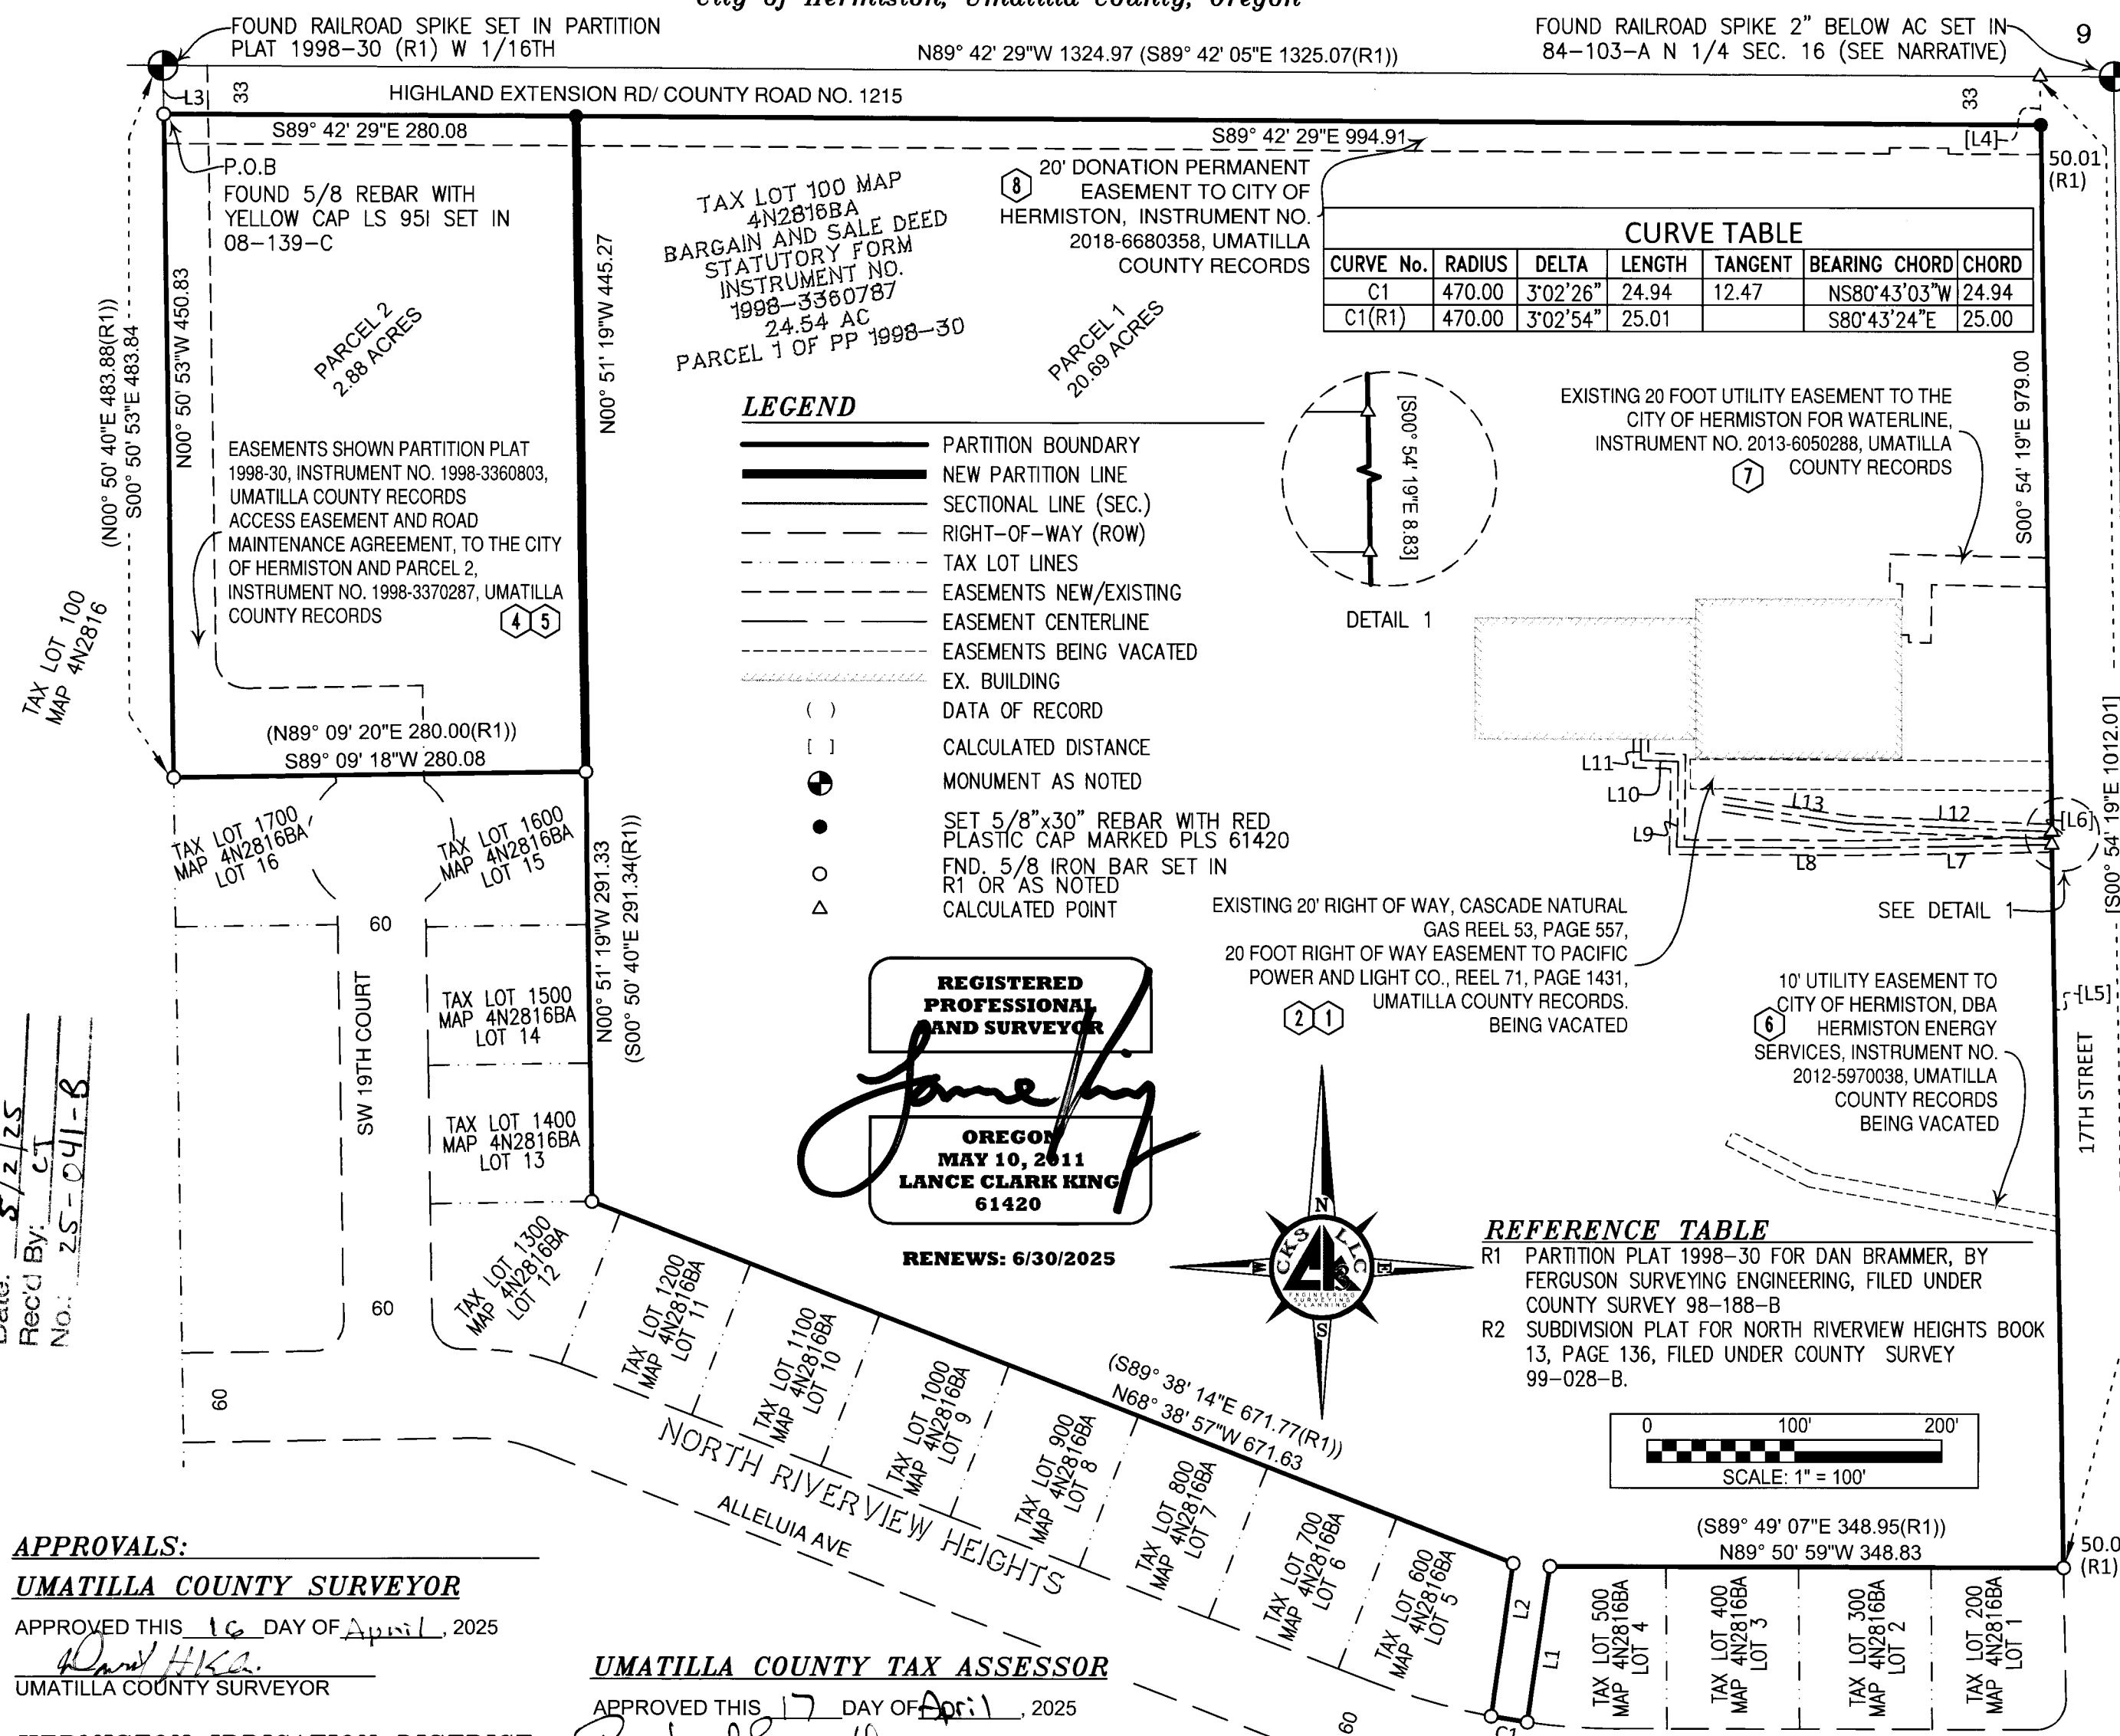 City of Hermiston, Umatilla County, Oregon
FOUND RAILROAD SPIKE SET IN PARTITION
PLAT 1998-30 (R1) W 1/16TH
N89° 42' 29"W 1324.97 (S89° 42' 05"E 1325.07(R1))
FOUND RAILROAD SPIKE 2" BELOW AC SET IN
84-103-A N 1/4 SEC. 16 (SEE NARRATIVE)
9
L3
33
HIGHLAND EXTENSION RD/ COUNTY ROAD NO. 1215
33
S89° 42' 29"E 280.08
S89° 42' 29"E 994.91
[L4]
50.01
(R1)
P.O.B
FOUND 5/8 REBAR WITH
YELLOW CAP LS 951 SET IN
08-139-C
TAX LOT 100 MAP
4N2816BA
BARGAIN AND SALE DEED
STATUTORY FORM
INSTRUMENT NO.
1998-3360787
24.54 AC
PARCEL 1 OF PP 1998-30
8
20' DONATION PERMANENT
EASEMENT TO CITY OF
HERMISTON, INSTRUMENT NO.
2018-6680358, UMATILLA
COUNTY RECORDS
CURVE TABLE
CURVE No. RADIUS DELTA LENGTH TANGENT BEARING CHORD CHORD
C1 470.00 3°02'26" 24.94 12.47 NS80°43'03"W 24.94
C1(R1) 470.00 3°02'54" 25.01 S80°43'24"E 25.00
(N00° 50' 40"E 483.88(R1))
S00° 50' 53"E 483.84
N00° 50' 53"W 450.83
PARCEL 2
2.88 ACRES
N00° 51' 19"W 445.27
PARCEL 1
20.69 ACRES
EASEMENTS SHOWN PARTITION PLAT
1998-30, INSTRUMENT NO. 1998-3360803,
UMATILLA COUNTY RECORDS
ACCESS EASEMENT AND ROAD
MAINTENANCE AGREEMENT, TO THE CITY
OF HERMISTON AND PARCEL 2,
INSTRUMENT NO. 1998-3370287, UMATILLA
COUNTY RECORDS
4 5
TAX LOT 100
MAP 4N2816
LEGEND
PARTITION BOUNDARY
NEW PARTITION LINE
SECTIONAL LINE (SEC.)
RIGHT-OF-WAY (ROW)
TAX LOT LINES
EASEMENTS NEW/EXISTING
EASEMENT CENTERLINE
EASEMENTS BEING VACATED
EX. BUILDING
( ) DATA OF RECORD
[ ] CALCULATED DISTANCE
MONUMENT AS NOTED
SET 5/8"x30" REBAR WITH RED
PLASTIC CAP MARKED PLS 61420
FND. 5/8 IRON BAR SET IN
R1 OR AS NOTED
CALCULATED POINT
[S00° 54' 19"E 8.83]
DETAIL 1
EXISTING 20 FOOT UTILITY EASEMENT TO THE
CITY OF HERMISTON FOR WATERLINE,
INSTRUMENT NO. 2013-6050288, UMATILLA
COUNTY RECORDS
7
S00° 54' 19"E 979.00
[S00° 54' 19"E 1012.01]
L11
L10
L9
L13
L12
L8
L7
[L6]
SEE DETAIL 1
[L5]
17TH STREET
(N89° 09' 20"E 280.00(R1))
S89° 09' 18"W 280.08
TAX LOT 1700
MAP 4N2816BA
LOT 16
TAX LOT 1600
MAP 4N2816BA
LOT 15
60
SW 19TH COURT
TAX LOT 1500
MAP 4N2816BA
LOT 14
TAX LOT 1400
MAP 4N2816BA
LOT 13
N00° 51' 19"W 291.33
(S00° 50' 40"E 291.34(R1))
EXISTING 20' RIGHT OF WAY, CASCADE NATURAL
GAS REEL 53, PAGE 557,
20 FOOT RIGHT OF WAY EASEMENT TO PACIFIC
POWER AND LIGHT CO., REEL 71, PAGE 1431,
UMATILLA COUNTY RECORDS.
BEING VACATED
2 1
10' UTILITY EASEMENT TO
CITY OF HERMISTON, DBA
HERMISTON ENERGY
SERVICES, INSTRUMENT NO.
2012-5970038, UMATILLA
COUNTY RECORDS
BEING VACATED
6
REGISTERED
PROFESSIONAL
LAND SURVEYOR
OREGON
MAY 10, 2011
LANCE CLARK KING
61420
RENEWS: 6/30/2025
N
W
E
S
CKS LLC
ENGINEERING
SURVEYING
PLANNING
Date: 5/2/25
Rec'd By: CT
No.: 25-041-B
REFERENCE TABLE
R1 PARTITION PLAT 1998-30 FOR DAN BRAMMER, BY
FERGUSON SURVEYING ENGINEERING, FILED UNDER
COUNTY SURVEY 98-188-B
R2 SUBDIVISION PLAT FOR NORTH RIVERVIEW HEIGHTS BOOK
13, PAGE 136, FILED UNDER COUNTY SURVEY
99-028-B.
0 100' 200'
SCALE: 1" = 100'
60
60
TAX LOT 1300
MAP 4N2816BA
LOT 12
TAX LOT 1200
MAP 4N2816BA
LOT 11
TAX LOT 1100
MAP 4N2816BA
LOT 10
TAX LOT 1000
MAP 4N2816BA
LOT 9
TAX LOT 900
MAP 4N2816BA
LOT 8
TAX LOT 800
MAP 4N2816BA
LOT 7
TAX LOT 700
MAP 4N2816BA
LOT 6
TAX LOT 600
MAP 4N2816BA
LOT 5
(S89° 38' 14"E 671.77(R1))
N68° 38' 57"W 671.63
NORTH RIVERVIEW HEIGHTS
ALLELUIA AVE
(S89° 49' 07"E 348.95(R1))
N89° 50' 59"W 348.83
50.0
(R1)
L2
L1
C1
60
TAX LOT 500
MAP 4N2816BA
LOT 4
TAX LOT 400
MAP 4N2816BA
LOT 3
TAX LOT 300
MAP 4N2816BA
LOT 2
TAX LOT 200
MAP 4N2816BA
LOT 1
APPROVALS:
UMATILLA COUNTY SURVEYOR
APPROVED THIS 16 DAY OF April, 2025
UMATILLA COUNTY SURVEYOR
UMATILLA COUNTY TAX ASSESSOR
APPROVED THIS 17 DAY OF April, 2025
HERMISTON IRRIGATION DISTRICT